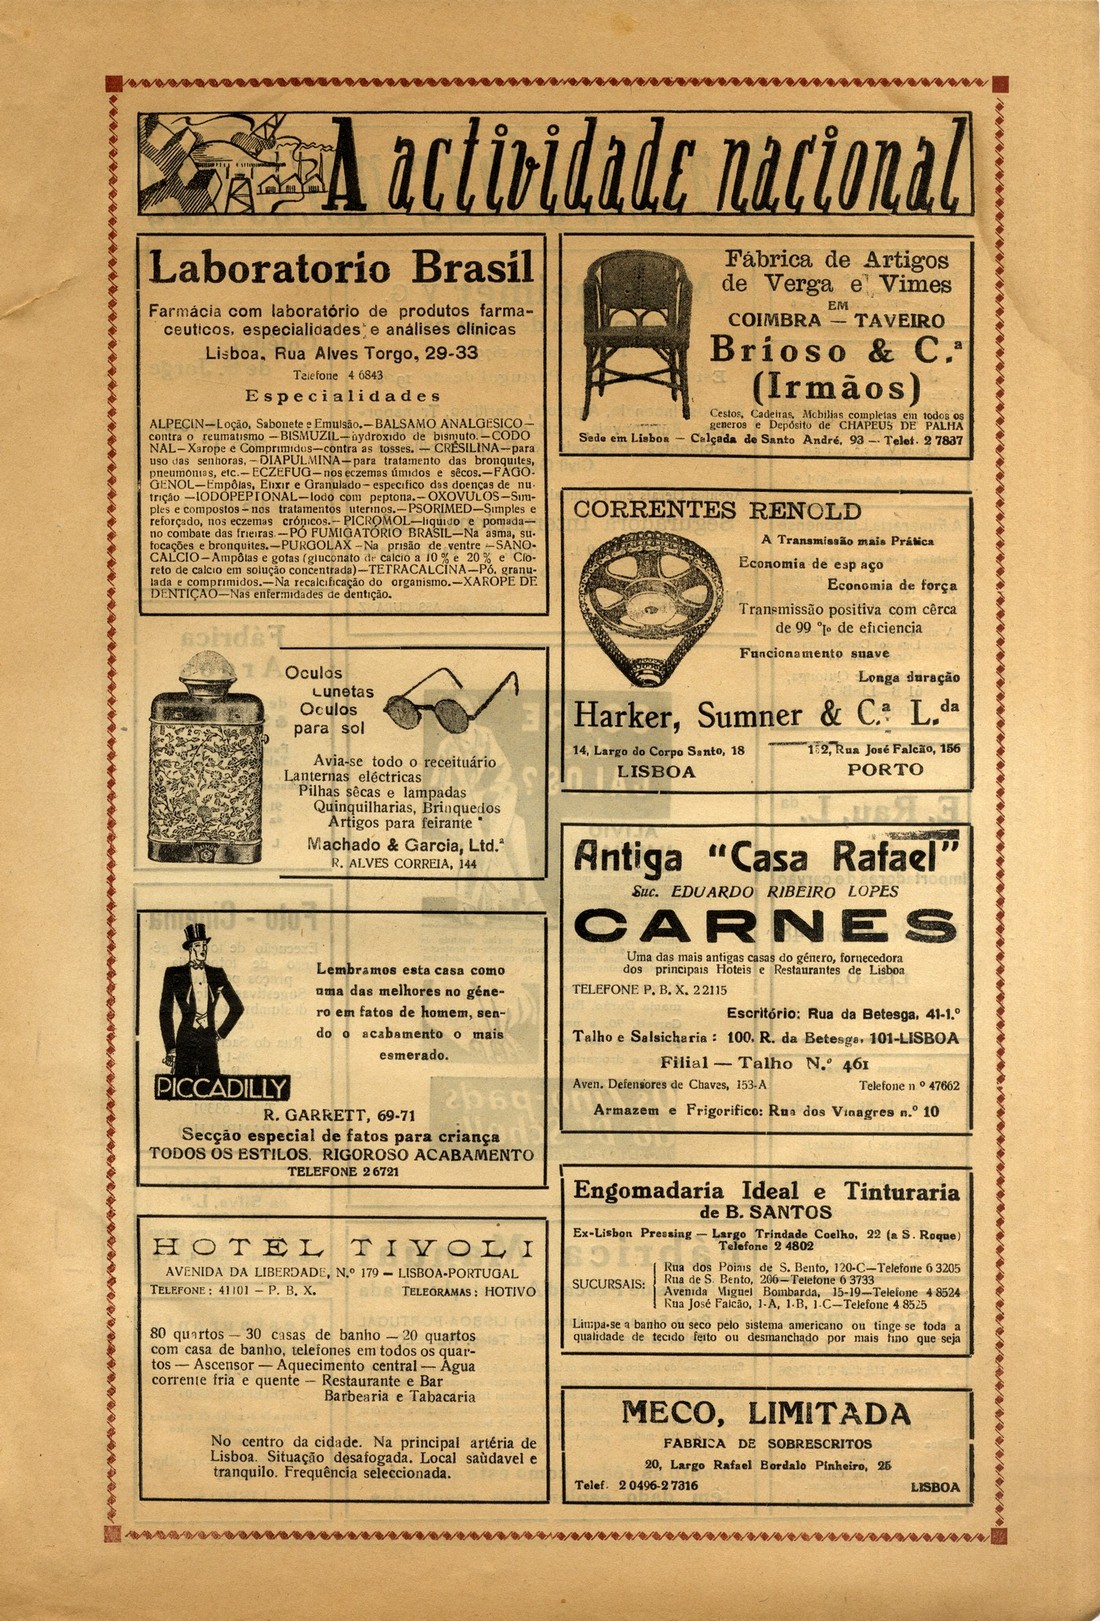 A actividade nacional
Laboratorio Brasil
Farmácia com laboratório de produtos farma-
ceuticos, especialidades e análises clínicas
Lisboa, Rua Alves Torgo, 29-33
Telefone 4 6843
Especialidades
ALPECIN—Loção, Sabonete e Emulsão.—BALSAMO ANALGESICO—
contra o reumatismo—BISMUZIL—hydroxido de bismuto.—CODO
NAL—Xarope e Comprimidos—contra as tosses. — CRÊSILINA—para
uso das senhoras,—DIAPULMINA—para tratamento das bronquites,
pneumonias, etc.—ECZEFUG—nos eczemas úmidos e sêcos.—FAGO-
GENOL—Empôlas, Elixir e Granulado—especifico das doenças de nu-
trição—IODOPEPTONAL—Iodo com peptona.—OXOVULOS—Sim-
ples e compostos—nos tratamentos uterinos.—PSORIMED—Simples e
reforçado, nos eczemas crónicos.—PICROMOL—liquido e pomada—
no combate das frieiras.—PÓ FUMIGATÓRIO BRASIL—Na asma, su-
focações e bronquites.—PURGOLAX—Na prisão de ventre—SANO-
CALCIO—Ampôlas e gotas (gluconato de calcio a 10 % e 20 % e Clo-
reto de calcio em solução concentrada)—TETRACALCINA—Pó, granu-
lada e comprimidos.—Na recalcificação do organismo.—XAROPE DE
DENTIÇÃO—Nas enfermidades de dentição.
Oculos
Lunetas
Oculos
para sol
Avia-se todo o receituário
Lanternas eléctricas
Pilhas sêcas e lampadas
Quinquilharias, Brinquedos
Artigos para feirante
Machado & Garcia, Ltd.ª
R. ALVES CORREIA, 144
Lembramos esta casa como
uma das melhores no géne-
ro em fatos de homem, sen-
do o acabamento o mais
esmerado.
PICCADILLY
R. GARRETT, 69-71
Secção especial de fatos para criança
TODOS OS ESTILOS. RIGOROSO ACABAMENTO
TELEFONE 2 6721
HOTEL TIVOLI
AVENIDA DA LIBERDADE, N.º 179 — LISBOA-PORTUGAL
TELEFONE: 41101 — P. B. X. TELEGRAMAS: HOTIVO
80 quartos — 30 casas de banho — 20 quartos
com casa de banho, telefones em todos os quar-
tos — Ascensor — Aquecimento central — Agua
corrente fria e quente — Restaurante e Bar
Barbearia e Tabacaria
No centro da cidade. Na principal artéria de
Lisboa. Situação desafogada. Local saùdavel e
tranquilo. Frequência seleccionada.
Fábrica de Artigos
de Verga e Vimes
EM
COIMBRA — TAVEIRO
Brioso & C.ª
(Irmãos)
Cestos, Cadeiras, Mobilias completas em todos os
generos e Depósito de CHAPEUS DE PALHA
Sede em Lisboa — Calçada de Santo André, 93 — Telef. 2 7837
CORRENTES RENOLD
A Transmissão mais Prática
Economia de espaço
Economia de força
Transmissão positiva com cêrca
de 99 % de eficiencia
Funcionamento suave
Longa duração
Harker, Sumner & C.ª L.da
14, Largo do Corpo Santo, 18 152, Rua José Falcão, 156
LISBOA PORTO
Antiga “Casa Rafael”
Suc. EDUARDO RIBEIRO LOPES
CARNES
Uma das mais antigas casas do género, fornecedora
dos principais Hoteis e Restaurantes de Lisboa
TELEFONE P. B. X. 22115
Escritório: Rua da Betesga, 41-1.º
Talho e Salsicharia: 100, R. da Betesga, 101-LISBOA
Filial — Talho N.º 461
Aven. Defensores de Chaves, 153-A Telefone n º 47662
Armazem e Frigorifico: Rua dos Vinagres n.º 10
Engomadaria Ideal e Tinturaria
de B. SANTOS
Ex-Lisbon Pressing — Largo Trindade Coelho, 22 (a S. Roque)
Telefone 2 4802
SUCURSAIS:
Rua dos Poiais de S. Bento, 120-C—Telefone 6 3205
Rua de S. Bento, 206—Telefone 6 3733
Avenida Miguel Bombarda, 15-19—Telefone 4 8524
Rua José Falcão, 1-A, 1-B, 1-C—Telefone 4 8525
Limpa-se a banho ou seco pelo sistema americano ou tinge-se toda a
qualidade de tecido feito ou desmanchado por mais fino que seja
MECO, LIMITADA
FABRICA DE SOBRESCRITOS
20, Largo Rafael Bordalo Pinheiro, 25
Telef. 2 0496-2 7316 LISBOA